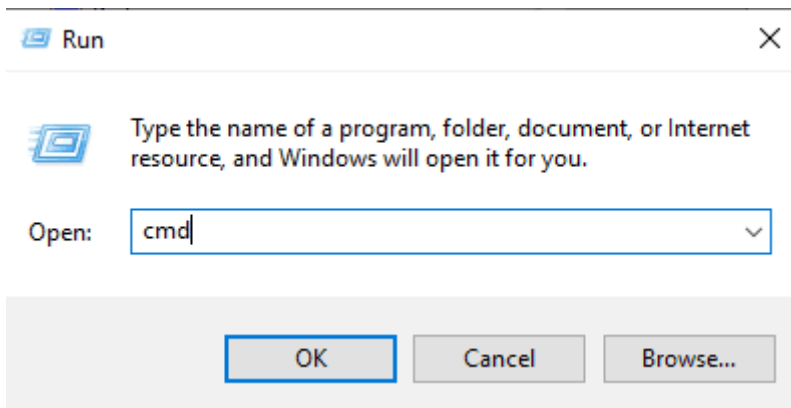 Run
Type the name of a program, folder, document, or Internet
resource, and Windows will open it for you.
Open: cmd
OK Cancel Browse...